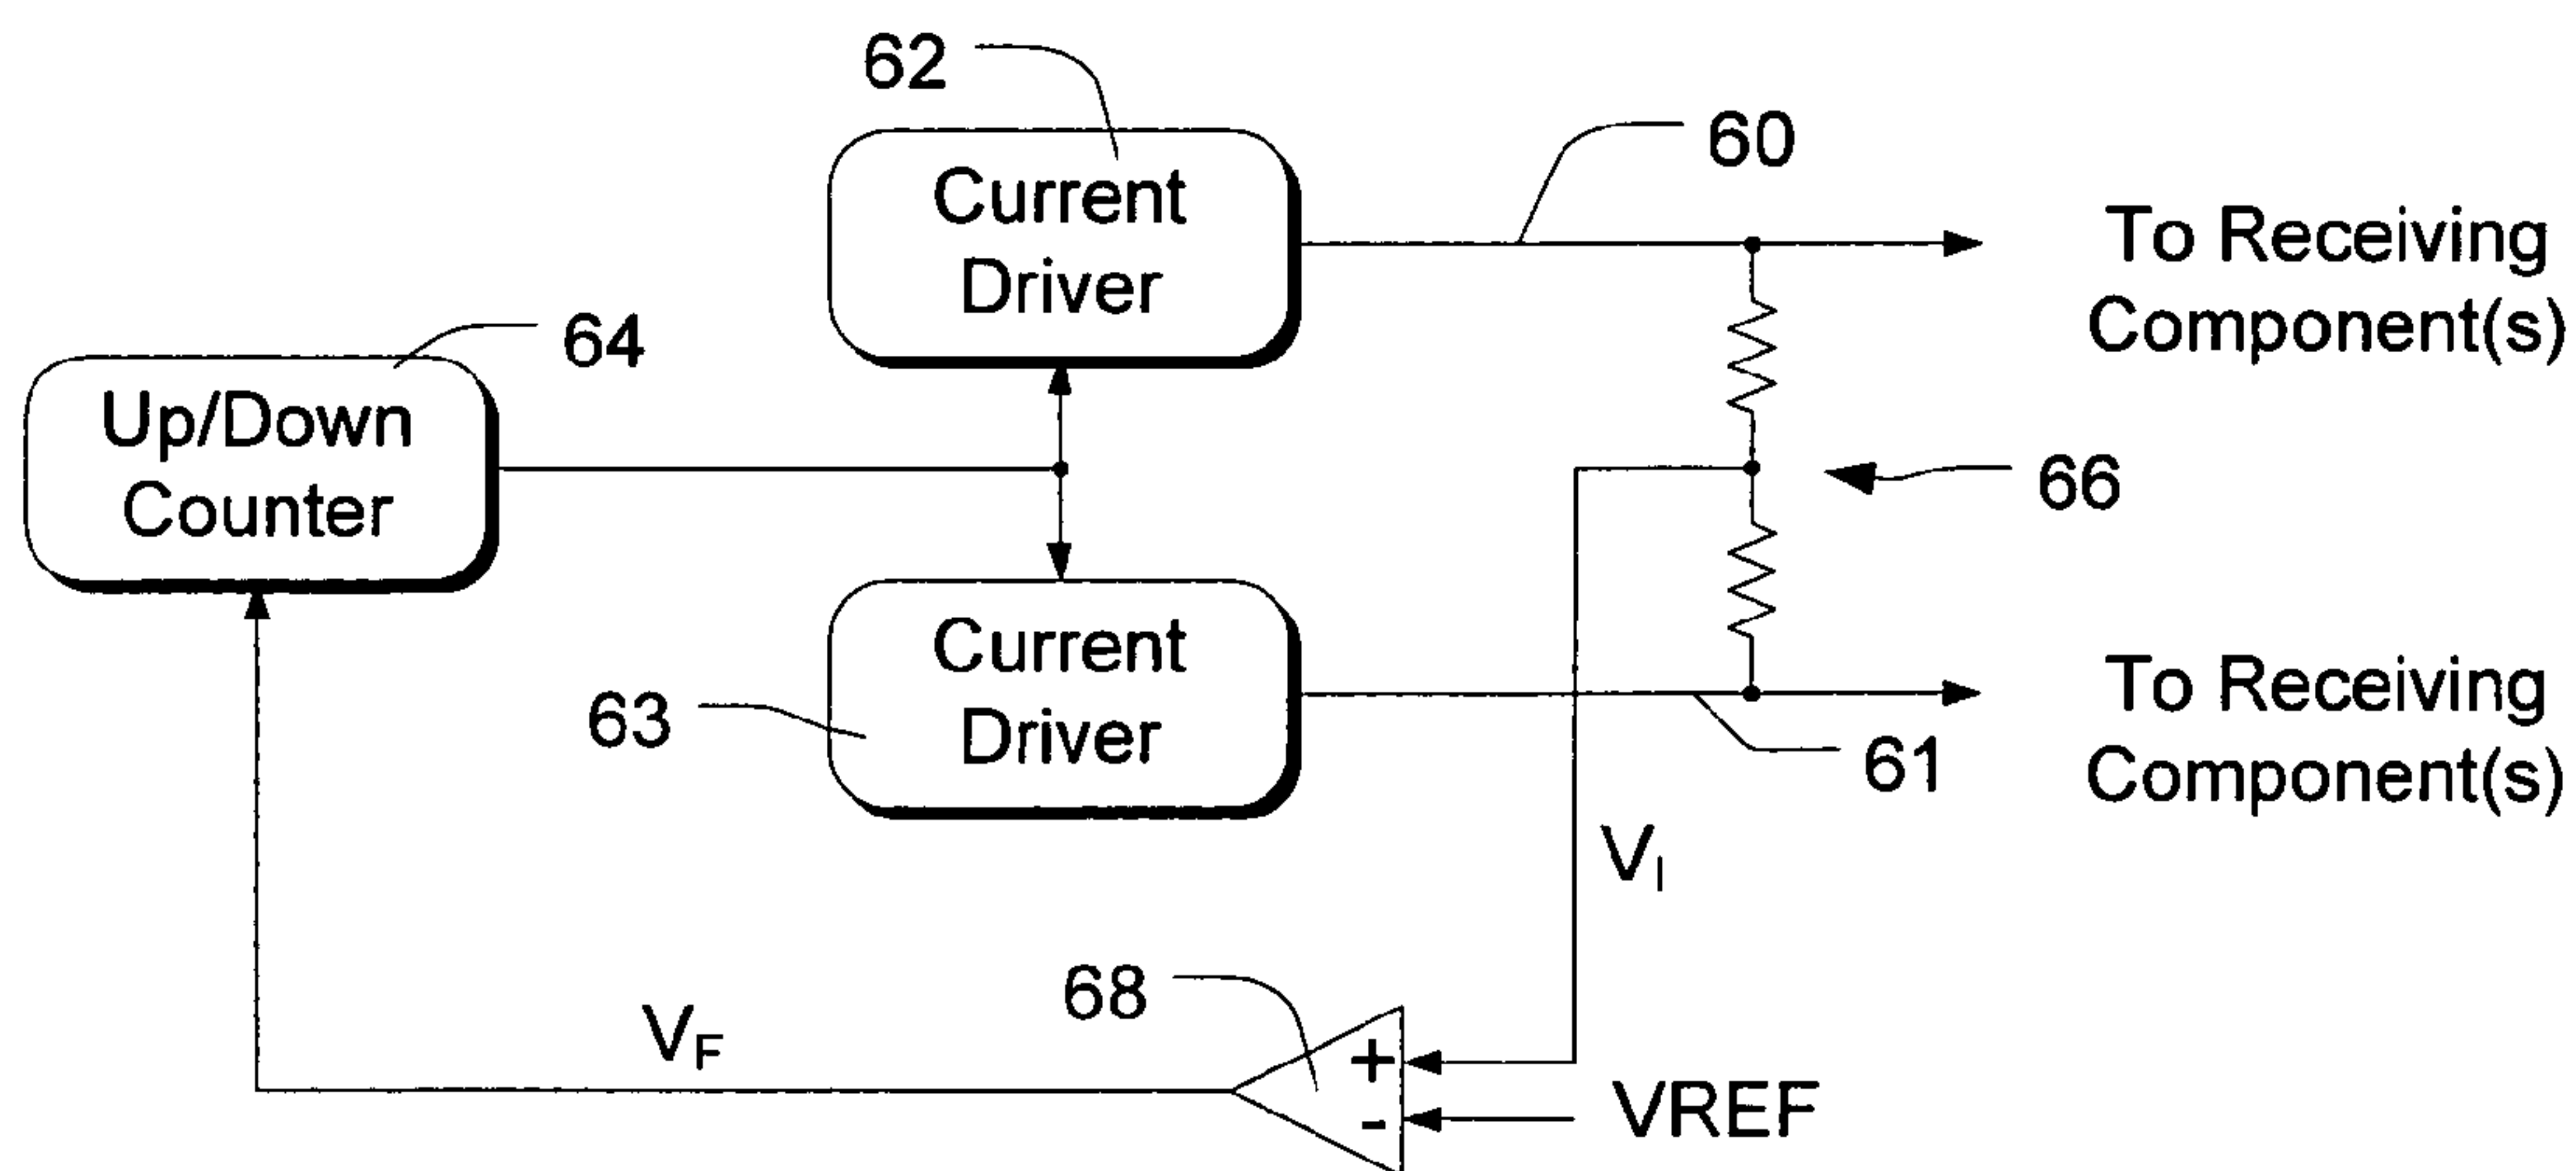 62
Current
Driver
60
To Receiving
Component(s)
64
Up/Down
Counter
66
63
Current
Driver
61
To Receiving
Component(s)
VI
68
VF
+
-
VREF